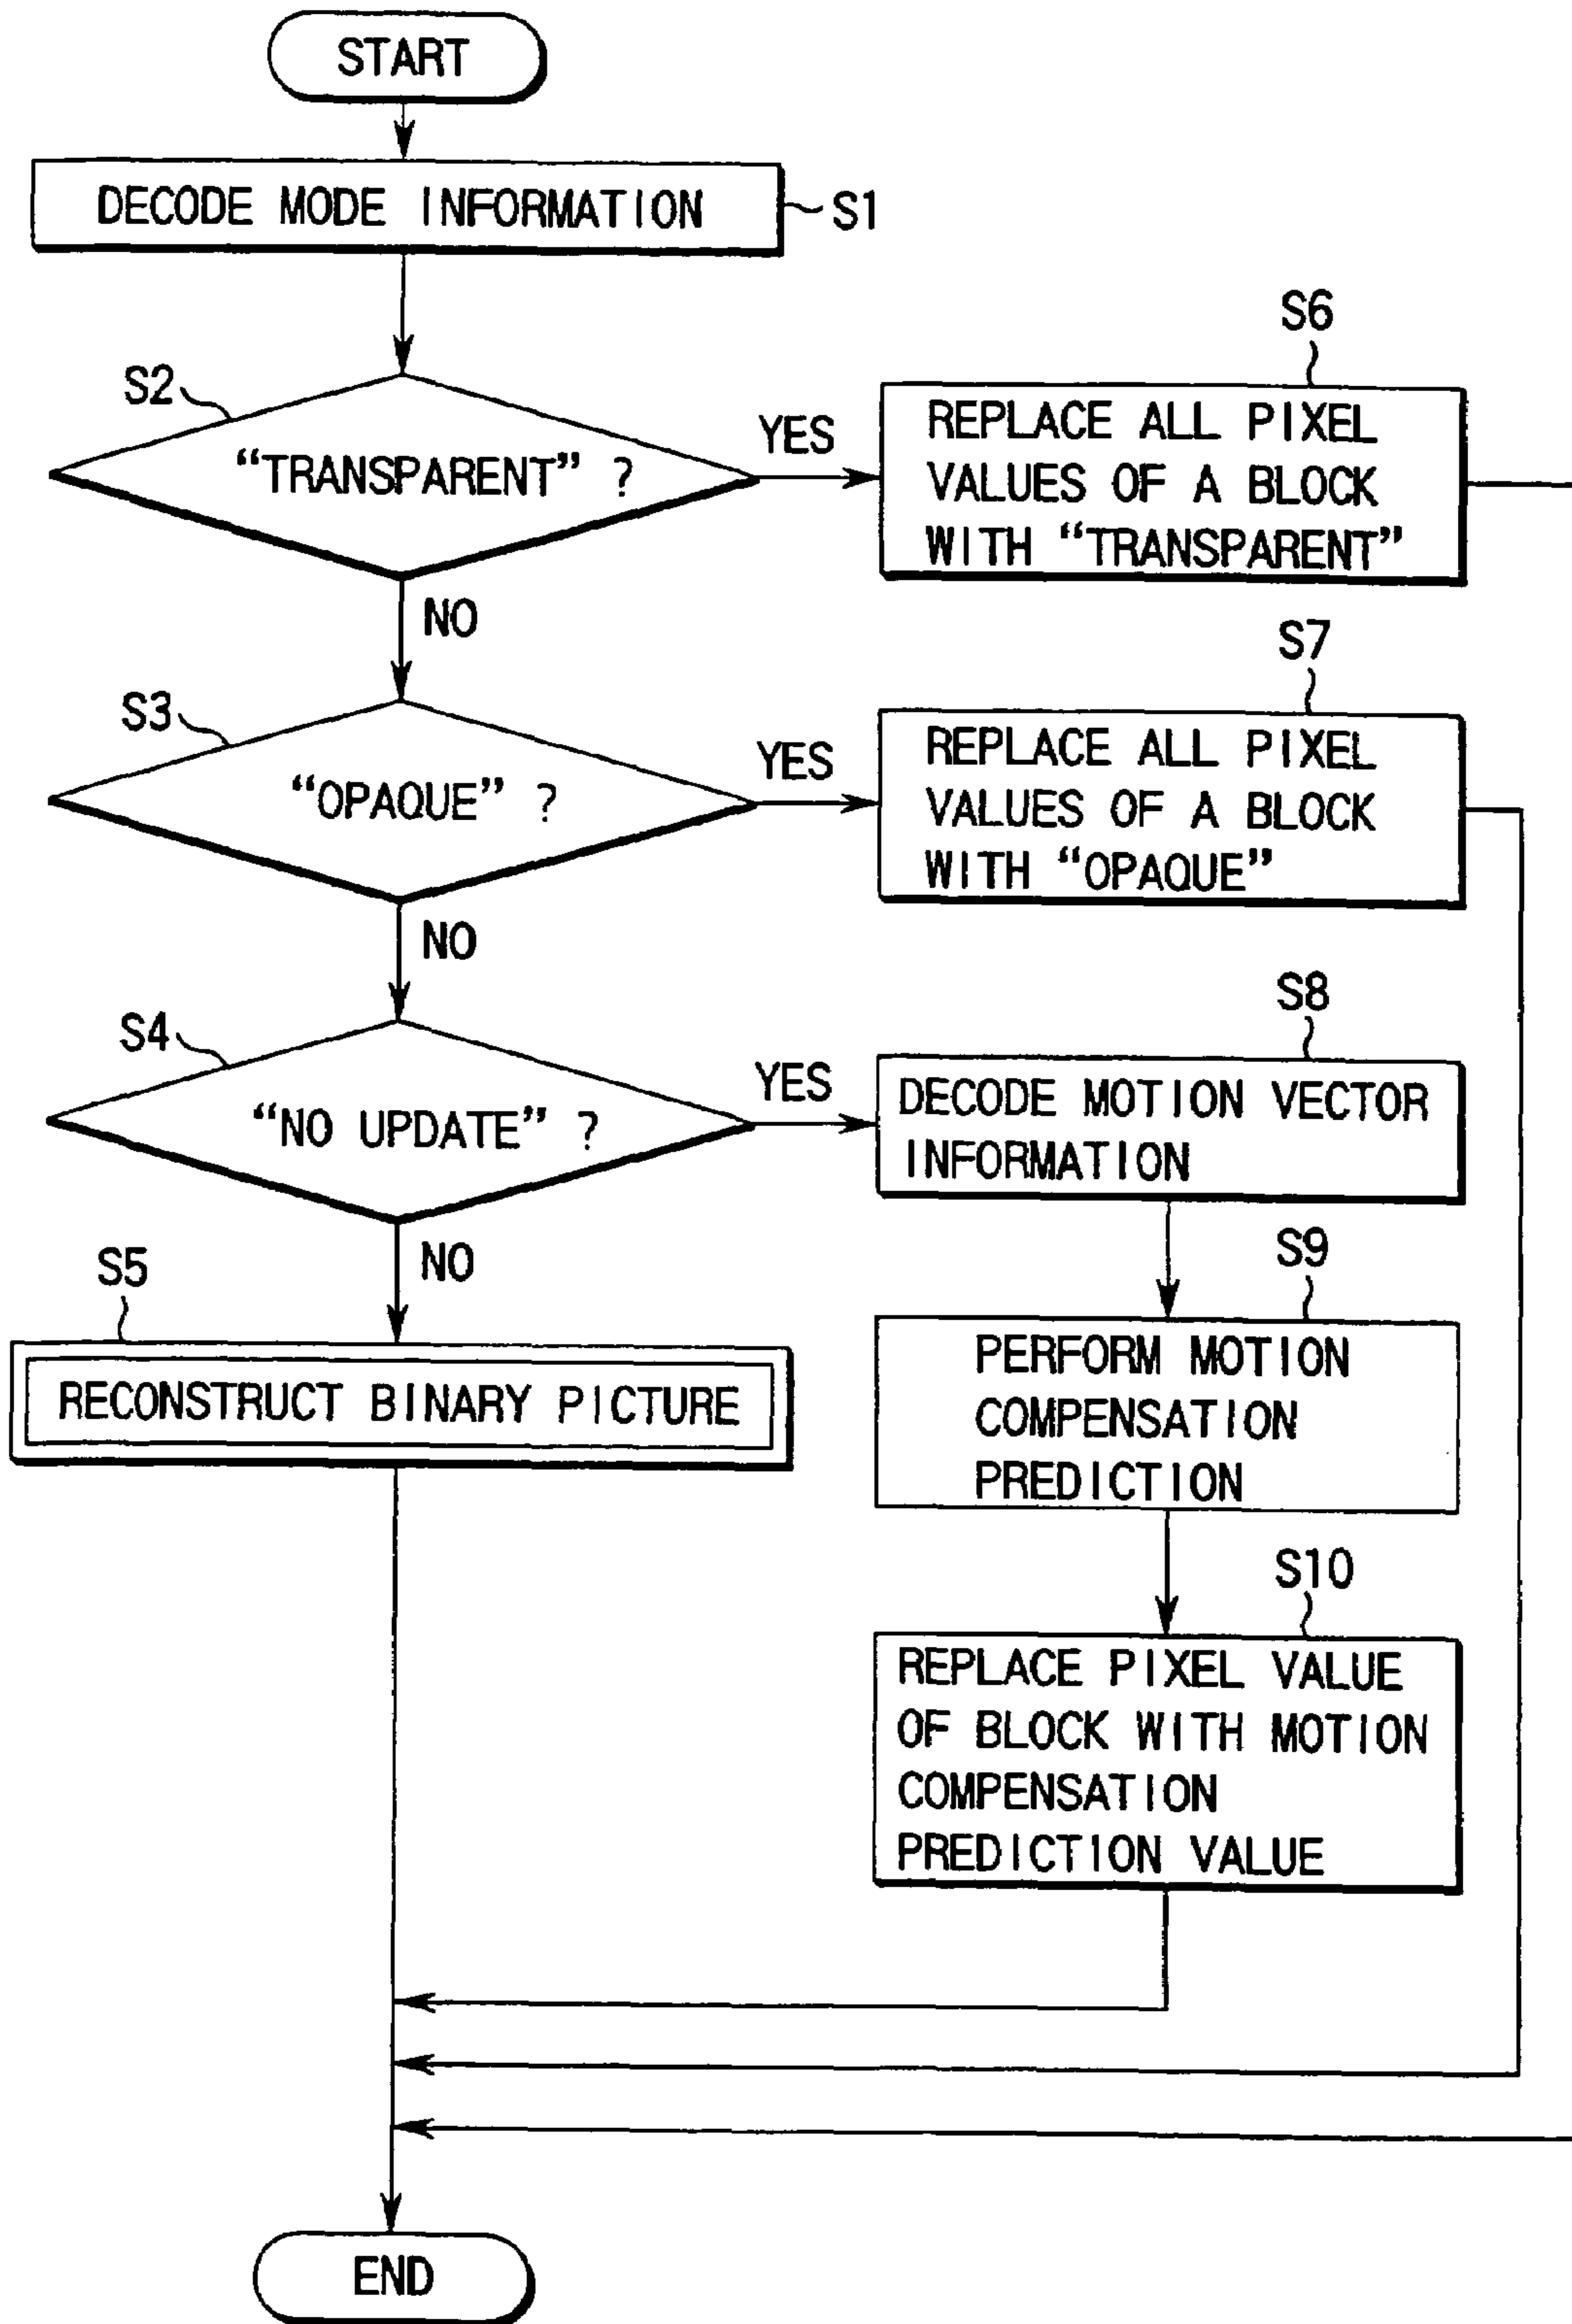 START
DECODE MODE INFORMATION
S1
S2
"TRANSPARENT" ?
YES
S6
REPLACE ALL PIXEL
VALUES OF A BLOCK
WITH "TRANSPARENT"
NO
S3
"OPAQUE" ?
YES
S7
REPLACE ALL PIXEL
VALUES OF A BLOCK
WITH "OPAQUE"
NO
S4
"NO UPDATE" ?
YES
S8
DECODE MOTION VECTOR
INFORMATION
NO
S5
RECONSTRUCT BINARY PICTURE
S9
PERFORM MOTION
COMPENSATION
PREDICTION
S10
REPLACE PIXEL VALUE
OF BLOCK WITH MOTION
COMPENSATION
PREDICTION VALUE
END